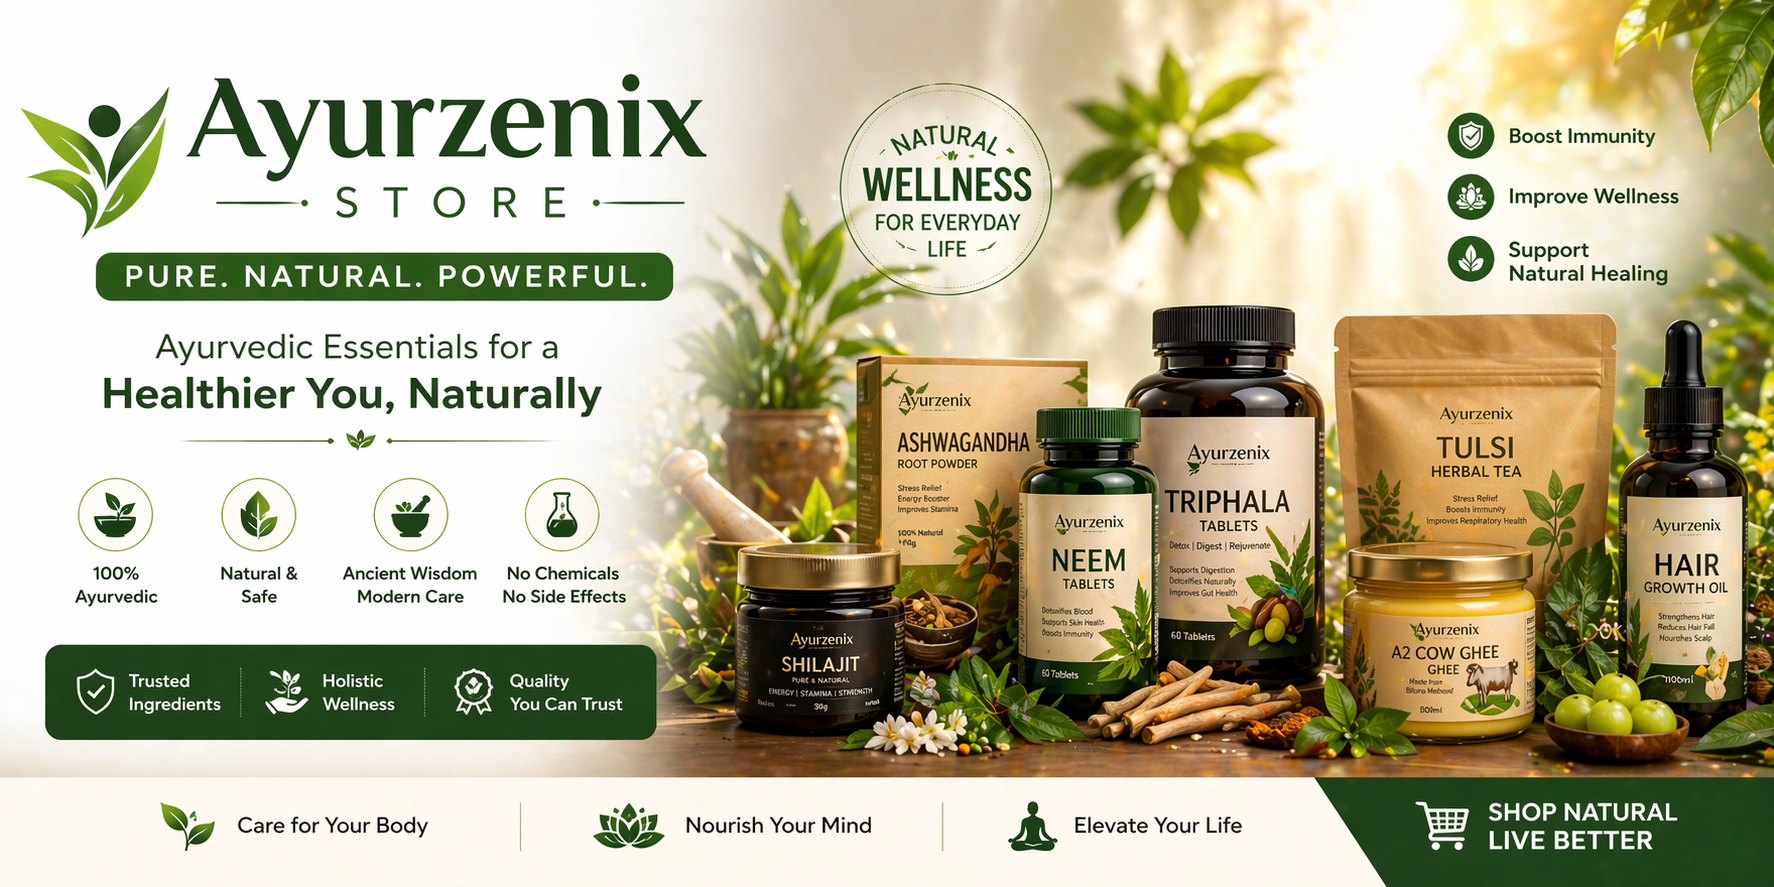 Ayurzenix
STORE
PURE. NATURAL. POWERFUL.
Ayurvedic Essentials for a
Healthier You, Naturally
100%
Ayurvedic
Natural &
Safe
Ancient Wisdom
Modern Care
No Chemicals
No Side Effects
Trusted
Ingredients
Holistic
Wellness
Quality
You Can Trust
NATURAL
WELLNESS
FOR EVERYDAY
LIFE
Boost Immunity
Improve Wellness
Support
Natural Healing
Ayurzenix
ASHWAGANDHA
ROOT POWDER
Stress Relief
Energy Booster
Improves Stamina
100% Natural
Ayurzenix
SHILAJIT
PURE & NATURAL
ENERGY | STAMINA | STRENGTH
30g
Ayurzenix
NEEM
TABLETS
Detoxifies Blood
Supports Skin Health
Boosts Immunity
60 Tablets
Ayurzenix
TRIPHALA
TABLETS
Detox | Digest | Rejuvenate
Supports Digestion
Detoxifies Naturally
Improves Gut Health
60 Tablets
Ayurzenix
TULSI
HERBAL TEA
Stress Relief
Boosts Immunity
Improves Respiratory Health
Ayurzenix
A2 COW GHEE
GHEE
Made from
Ayurzenix
HAIR
GROWTH OIL
Strengthens Hair
Reduces Hair Fall
Nourishes Scalp
Care for Your Body
Nourish Your Mind
Elevate Your Life
SHOP NATURAL
LIVE BETTER